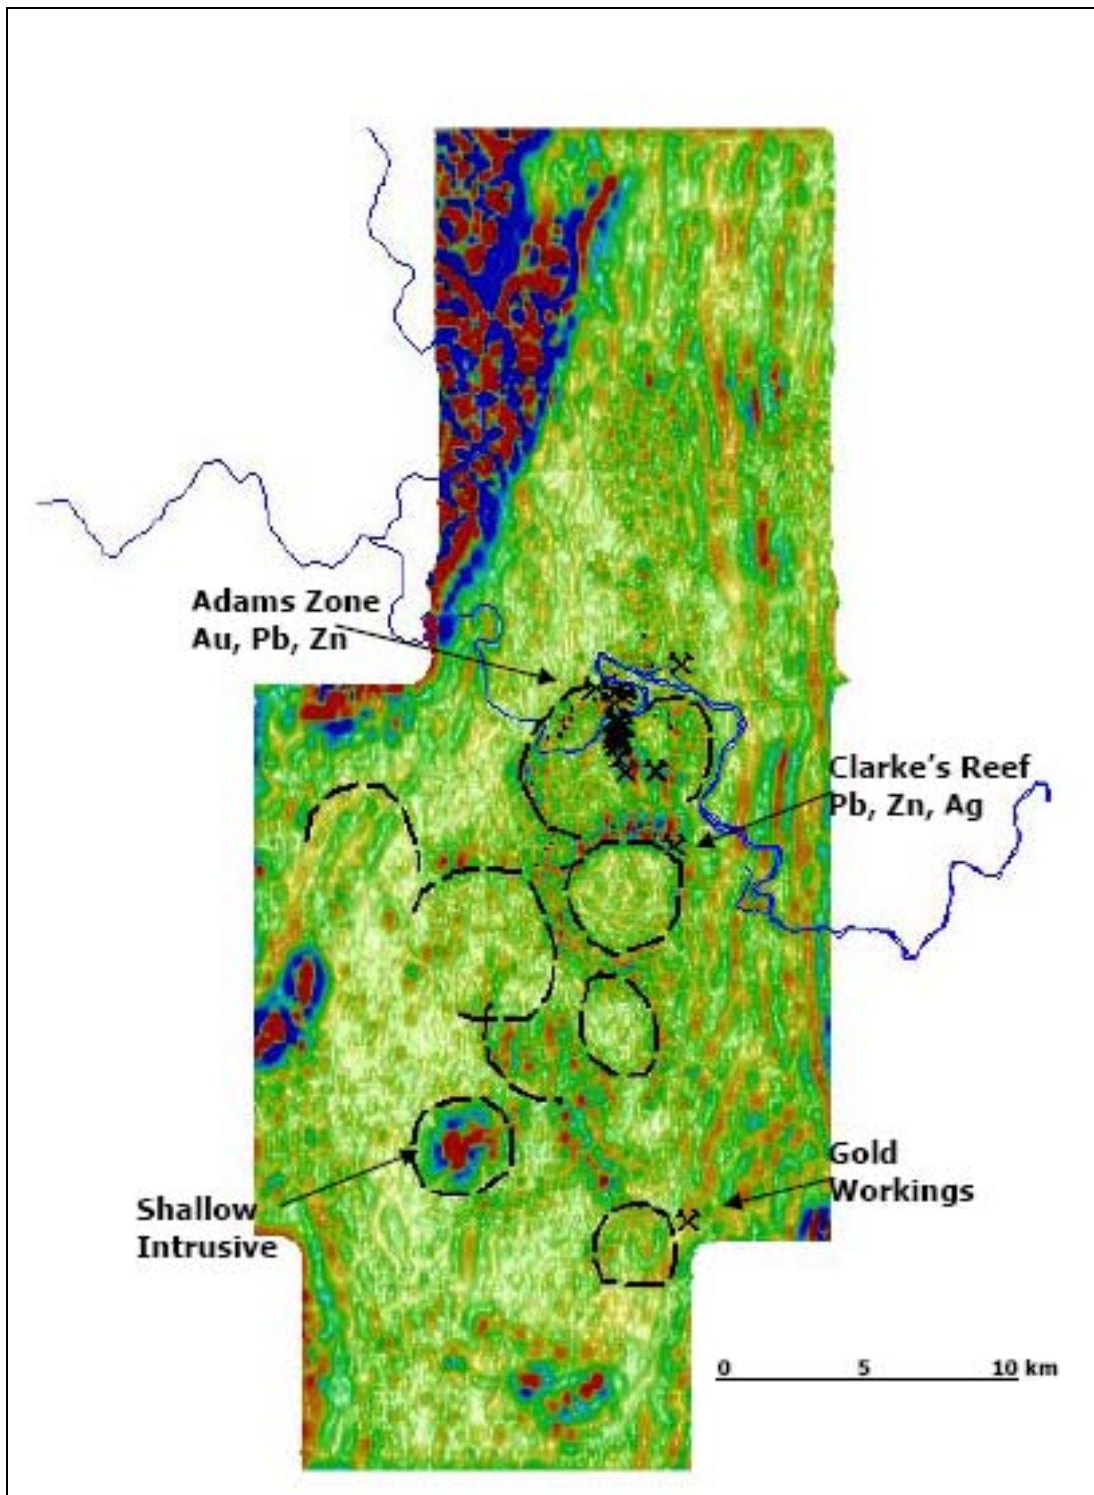 Adams Zone
Au, Pb, Zn
Clarke's Reef
Pb, Zn, Ag
Gold
Workings
Shallow
Intrusive
0 5 10 km